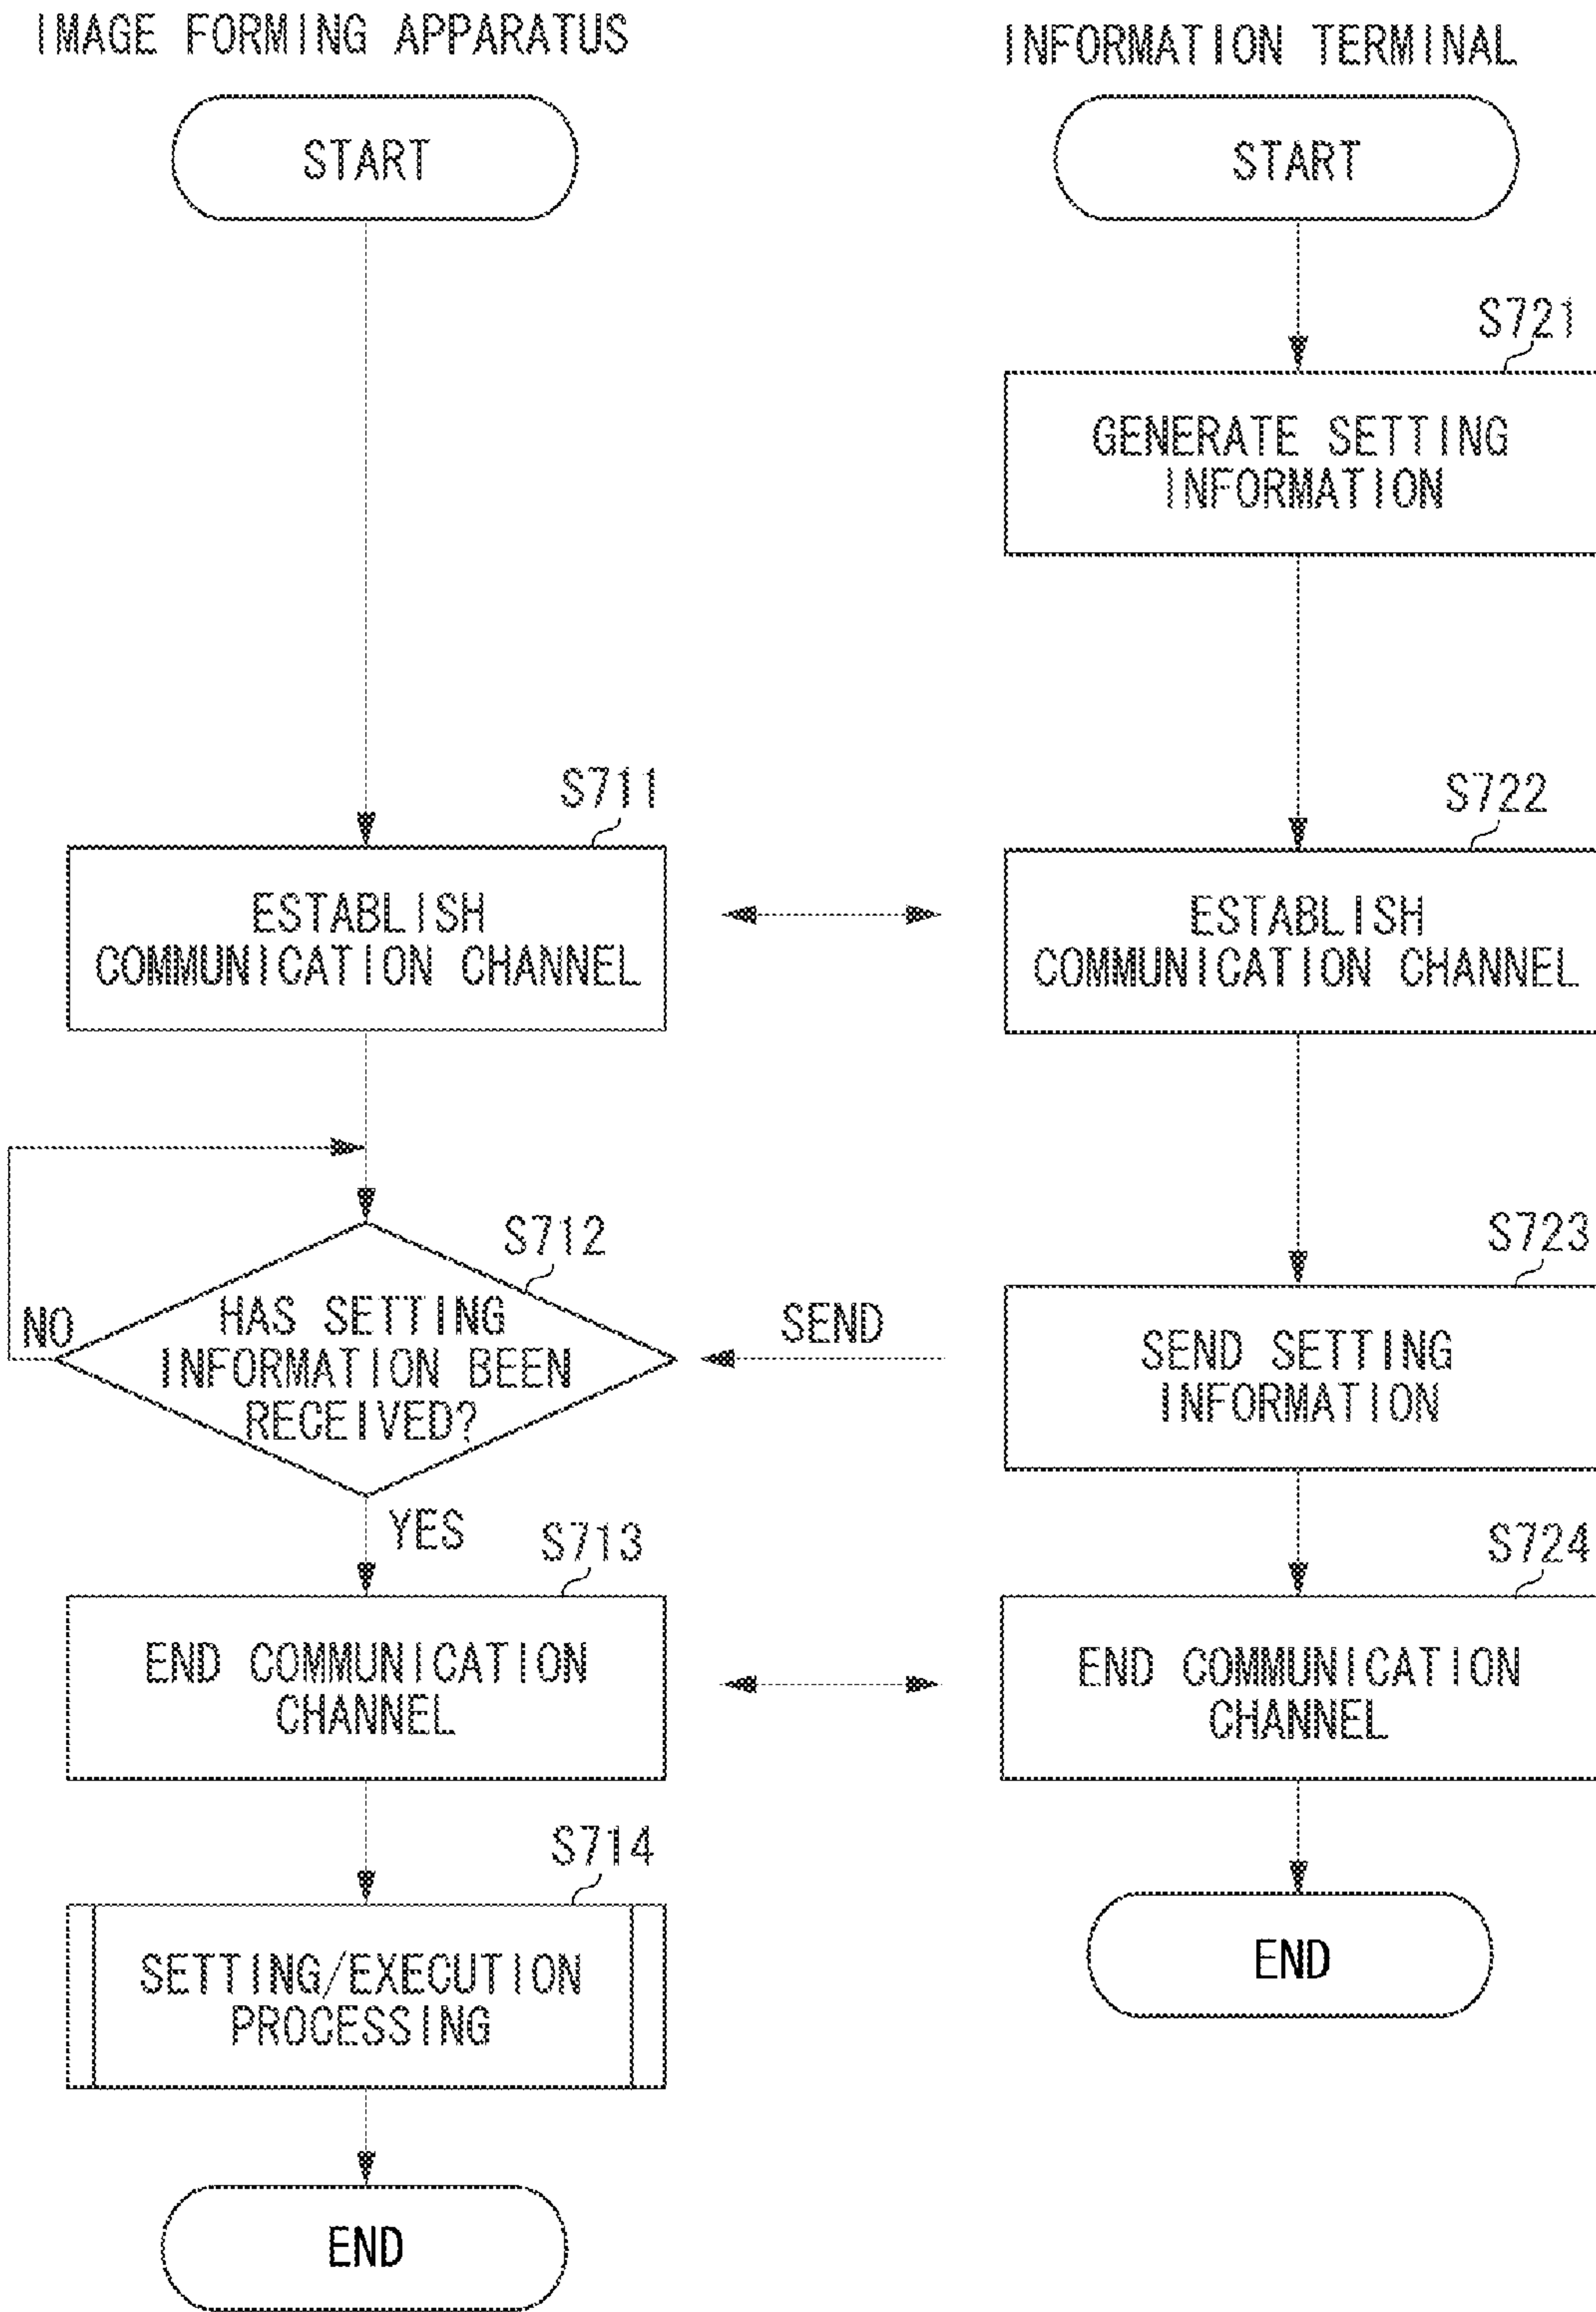 IMAGE FORMING APPARATUS
START
S711
ESTABLISH
COMMUNICATION CHANNEL
S712
HAS SETTING
INFORMATION BEEN
RECEIVED?
NO
YES
S713
END COMMUNICATION
CHANNEL
S714
SETTING/EXECUTION
PROCESSING
END
SEND
INFORMATION TERMINAL
START
S721
GENERATE SETTING
INFORMATION
S722
ESTABLISH
COMMUNICATION CHANNEL
S723
SEND SETTING
INFORMATION
S724
END COMMUNICATION
CHANNEL
END